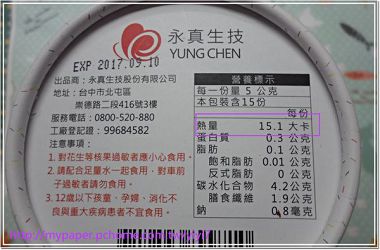 永真生技
YUNG CHEN
EXP 2017.09.10
出品商：永真生技股份有限公司
地址：台中市北屯區
崇德路二段416號3樓
服務電話：0800-520-880
工廠登記證：99684582
注意事項：
1. 對花生等核果過敏者應小心食用。
2. 請配合足量水一起食用，對車前
子過敏者請勿食用。
3. 12歲以下孩童、孕婦、消化不
良與重大疾病患者不宜食用。
營養標示
每一份量 5 公克
本包裝含15份
每份
熱量 15.1 大卡
蛋白質 0.3 公克
脂肪 0.1 公克
飽和脂肪 0.01 公克
反式脂肪 0 公克
碳水化合物 4.2 公克
膳食纖維 1.9 公克
鈉 0.8 毫克